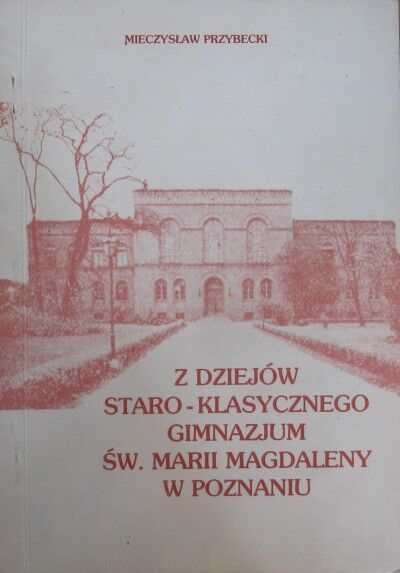 MIECZYSŁAW PRZYBECKI
Z DZIEJÓW
STARO-KLASYCZNEGO
GIMNAZJUM
ŚW. MARII MAGDALENY
W POZNANIU